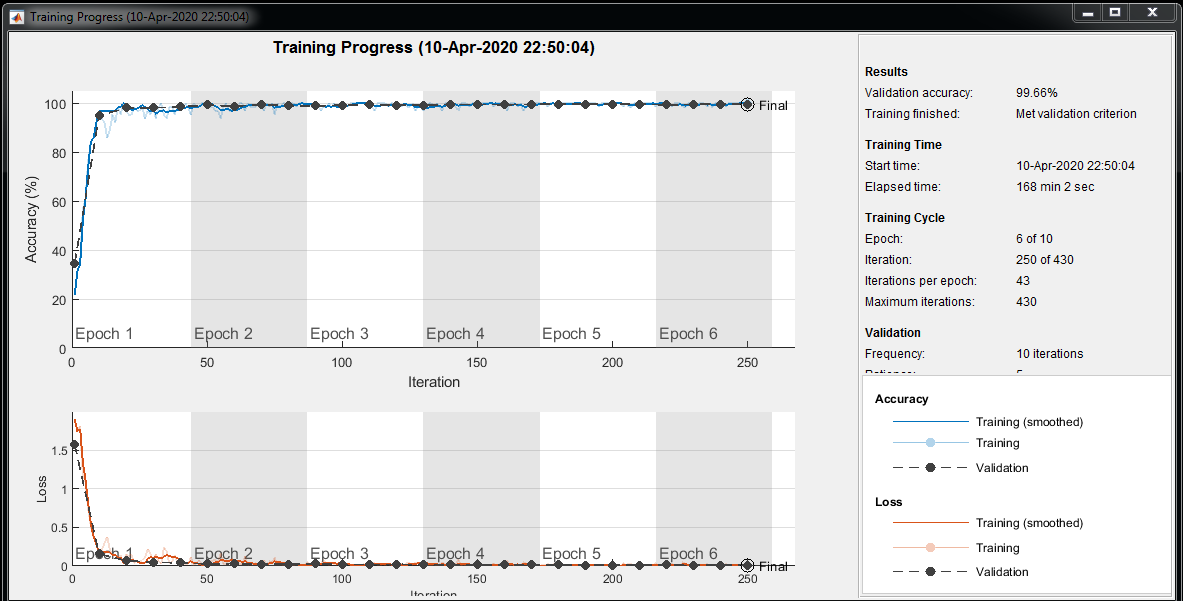 Training Progress (10-Apr-2020 22:50:04)
Training Progress (10-Apr-2020 22:50:04)
Accuracy (%)
100
80
60
40
20
0
Epoch 1 Epoch 2 Epoch 3 Epoch 4 Epoch 5 Epoch 6
Final
0 50 100 150 200 250
Iteration
Loss
1.5
1
0.5
0
Epoch 1 Epoch 2 Epoch 3 Epoch 4 Epoch 5 Epoch 6
Final
0 50 100 150 200 250
Iteration
Results
Validation accuracy: 99.66%
Training finished: Met validation criterion
Training Time
Start time: 10-Apr-2020 22:50:04
Elapsed time: 168 min 2 sec
Training Cycle
Epoch: 6 of 10
Iteration: 250 of 430
Iterations per epoch: 43
Maximum iterations: 430
Validation
Frequency: 10 iterations
Patience: 5
Accuracy
Training (smoothed)
Training
Validation
Loss
Training (smoothed)
Training
Validation